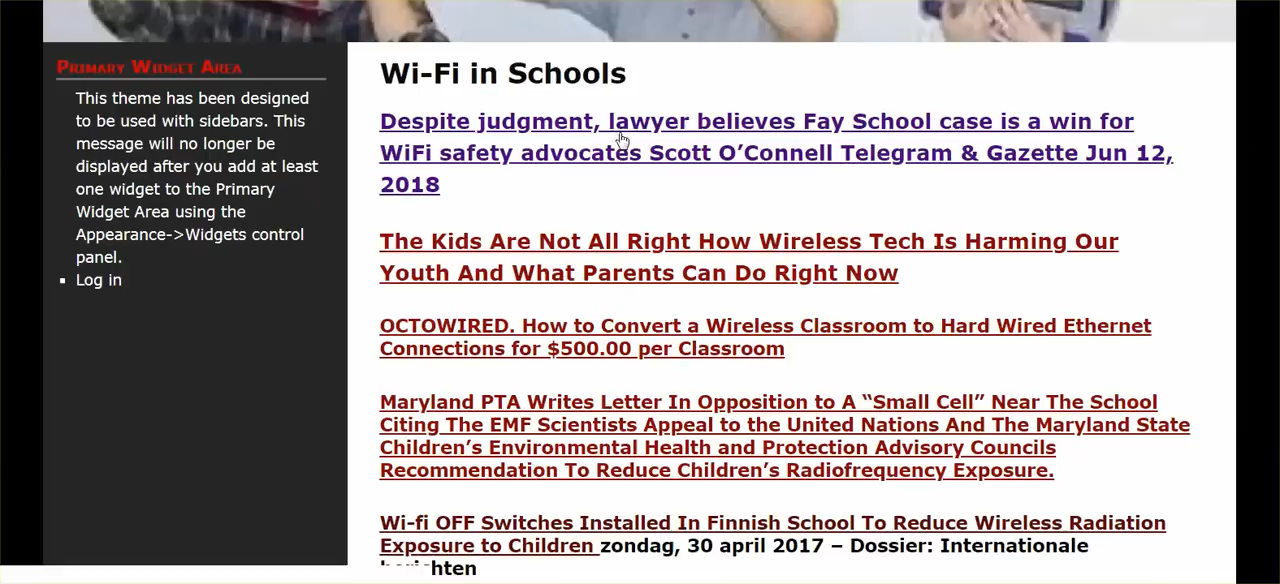 Primary Widget Area
This theme has been designed
to be used with sidebars. This
message will no longer be
displayed after you add at least
one widget to the Primary
Widget Area using the
Appearance->Widgets control
panel.
Log in
Wi-Fi in Schools
Despite judgment, lawyer believes Fay School case is a win for
WiFi safety advocates Scott O’Connell Telegram & Gazette Jun 12,
2018
The Kids Are Not All Right How Wireless Tech Is Harming Our
Youth And What Parents Can Do Right Now
OCTOWIRED. How to Convert a Wireless Classroom to Hard Wired Ethernet
Connections for $500.00 per Classroom
Maryland PTA Writes Letter In Opposition to A “Small Cell” Near The School
Citing The EMF Scientists Appeal to the United Nations And The Maryland State
Children’s Environmental Health and Protection Advisory Councils
Recommendation To Reduce Children’s Radiofrequency Exposure.
Wi-fi OFF Switches Installed In Finnish School To Reduce Wireless Radiation
Exposure to Children zondag, 30 april 2017 – Dossier: Internationale